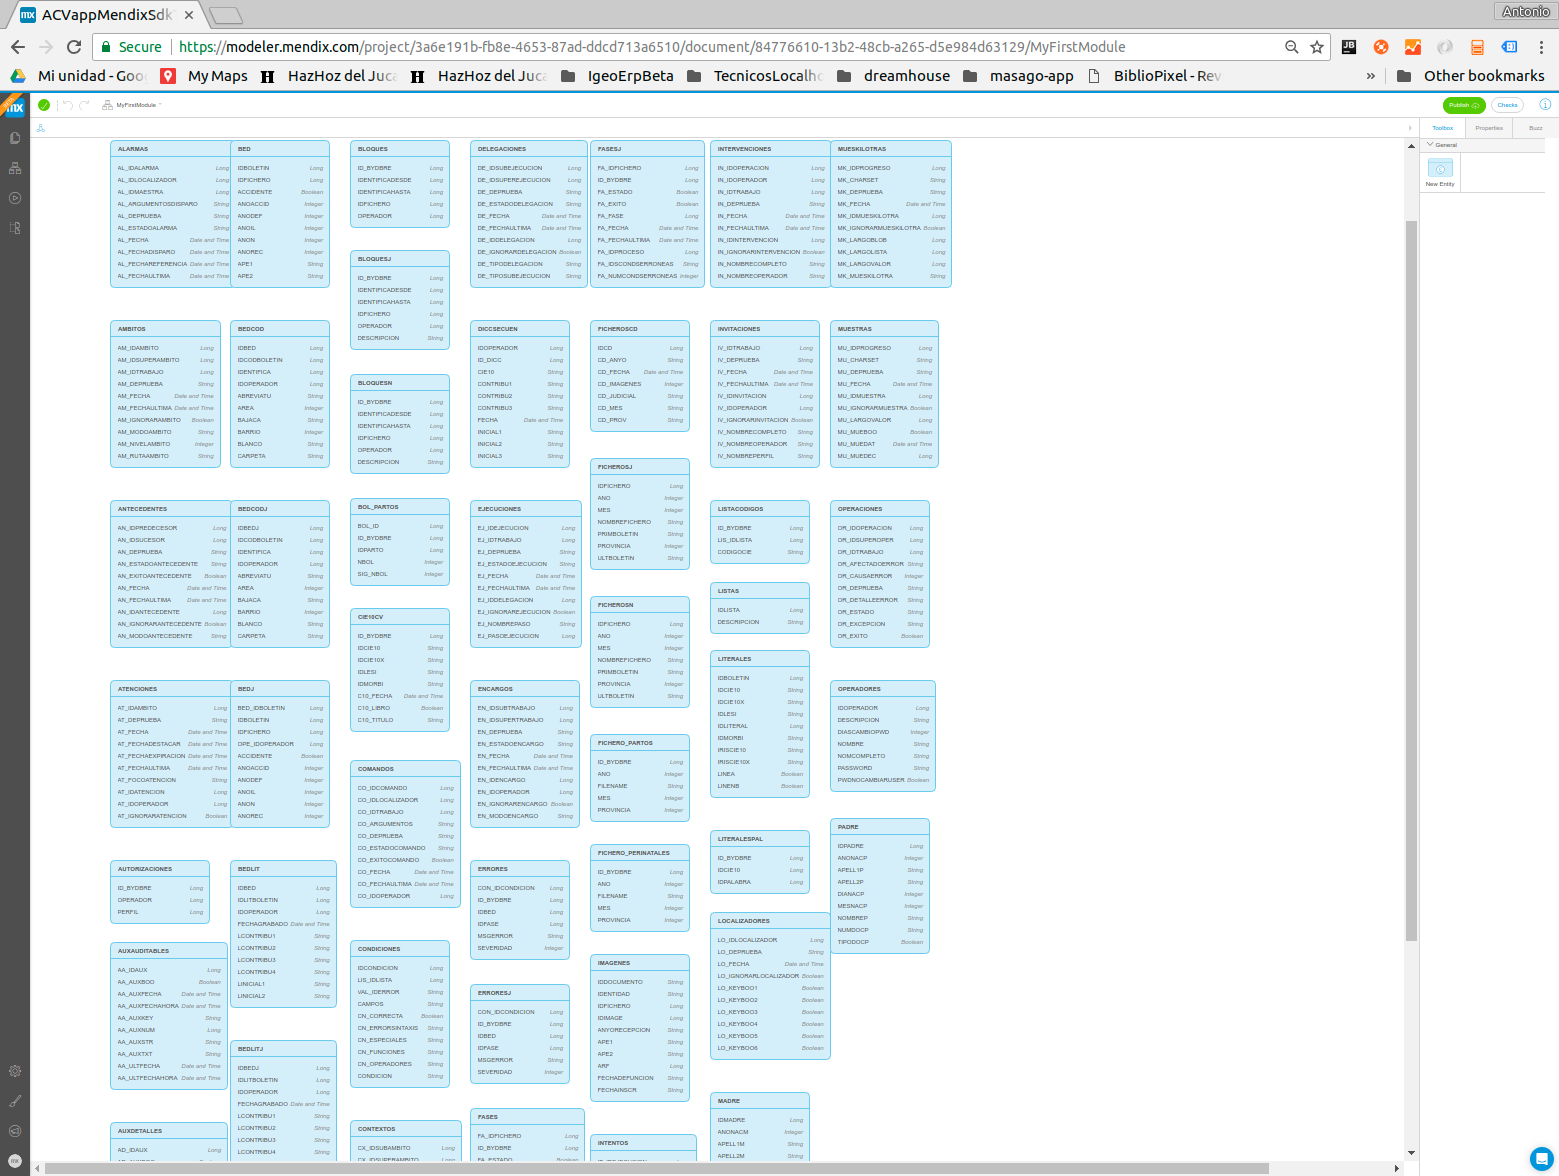 ACVappMendixSdk
Antonio
Secure
https://modeler.mendix.com/project/3a6e191b-fb8e-4653-87ad-ddcd713a6510/document/84776610-13b2-48cb-a265-d5e984d63129/MyFirstModule
Mi unidad - Goo
My Maps
HazHoz del Juca
HazHoz del Juca
IgeoErpBeta
TecnicosLocalho
dreamhouse
masago-app
BiblioPixel - Rev
» Other bookmarks
MyFirstModule
Publish
Checks
Toolbox
Properties
Buzz
General
New Entity
ALARMAS
AL_IDALARMA Long
AL_IDLOCALIZADOR Long
AL_IDMAESTRA Long
AL_ARGUMENTOSDISPARO String
AL_DEPRUEBA String
AL_ESTADOALARMA String
AL_FECHA Date and Time
AL_FECHADISPARO Date and Time
AL_FECHAREFERENCIA Date and Time
AL_FECHAULTIMA Date and Time
BED
IDBOLETIN Long
IDFICHERO Long
ACCIDENTE Boolean
ANOACCID Integer
ANODEF Integer
ANOIL Integer
ANON Integer
ANOREC Integer
APE1 String
APE2 String
BLOQUES
ID_BYDBRE Long
IDENTIFICADESDE Long
IDENTIFICAHASTA Long
IDFICHERO Long
OPERADOR Long
BLOQUESJ
ID_BYDBRE Long
IDENTIFICADESDE Long
IDENTIFICAHASTA Long
IDFICHERO Long
OPERADOR Long
DESCRIPCION String
DELEGACIONES
DE_IDSUBEJECUCION Long
DE_IDSUPEREJECUCION Long
DE_DEPRUEBA String
DE_ESTADODELEGACION String
DE_FECHA Date and Time
DE_FECHAULTIMA Date and Time
DE_IDDELEGACION Long
DE_IGNORARDELEGACION Boolean
DE_TIPODELEGACION String
DE_TIPOSUBEJECUCION String
FASESJ
FA_IDFICHERO Long
ID_BYDBRE Long
FA_ESTADO Boolean
FA_EXITO Boolean
FA_FASE Long
FA_FECHA Date and Time
FA_FECHAULTIMA Date and Time
FA_IDPROCESO Long
FA_IDSCONDSERRONEAS String
FA_NUMCONDSERRONEAS Integer
INTERVENCIONES
IN_IDOPERACION Long
IN_IDOPERADOR Long
IN_IDTRABAJO Long
IN_DEPRUEBA String
IN_FECHA Date and Time
IN_FECHAULTIMA Date and Time
IN_IDINTERVENCION Long
IN_IGNORARINTERVENCION Boolean
IN_NOMBRECOMPLETO String
IN_NOMBREOPERADOR String
MUESKILOTRAS
MK_IDPROGRESO Long
MK_CHARSET String
MK_DEPRUEBA String
MK_FECHA Date and Time
MK_IDMUESKILOTRA Long
MK_IGNORARMUESKILOTRA Boolean
MK_LARGOBLOB Long
MK_LARGOLISTA Long
MK_LARGOVALOR Long
MK_MUESKILOTRA String
AMBITOS
AM_IDAMBITO Long
AM_IDSUPERAMBITO Long
AM_IDTRABAJO Long
AM_DEPRUEBA String
AM_FECHA Date and Time
AM_FECHAULTIMA Date and Time
AM_IGNORARAMBITO Boolean
AM_MODOAMBITO String
AM_NIVELAMBITO Integer
AM_RUTAAMBITO String
BEDCOD
IDBED Long
IDCODBOLETIN Long
IDENTIFICA Long
IDOPERADOR Long
ABREVIATU String
AREA Integer
BAJACA String
BARRIO Integer
BLANCO String
CARPETA String
BLOQUESN
ID_BYDBRE Long
IDENTIFICADESDE Long
IDENTIFICAHASTA Long
IDFICHERO Long
OPERADOR Long
DESCRIPCION String
DICCSECUEN
IDOPERADOR Long
ID_DICC Long
CIE10 String
CONTRIBU1 String
CONTRIBU2 String
CONTRIBU3 String
FECHA Date and Time
INICIAL1 String
INICIAL2 String
INICIAL3 String
FICHEROSCD
IDCD Long
CD_ANYO String
CD_FECHA Date and Time
CD_IMAGENES Integer
CD_JUDICIAL String
CD_MES String
CD_PROV String
INVITACIONES
IV_IDTRABAJO Long
IV_DEPRUEBA String
IV_FECHA Date and Time
IV_FECHAULTIMA Date and Time
IV_IDINVITACION Long
IV_IDOPERADOR Long
IV_IGNORARINVITACION Boolean
IV_NOMBRECOMPLETO String
IV_NOMBREOPERADOR String
IV_NOMBREPERFIL String
MUESTRAS
MU_IDPROGRESO Long
MU_CHARSET String
MU_DEPRUEBA String
MU_FECHA Date and Time
MU_IDMUESTRA Long
MU_IGNORARMUESTRA Boolean
MU_LARGOVALOR Long
MU_MUEBOO Boolean
MU_MUEDAT Date and Time
MU_MUEDEC Long
FICHEROSJ
IDFICHERO Long
ANO Integer
MES Integer
NOMBREFICHERO String
PRIMBOLETIN String
PROVINCIA Integer
ULTBOLETIN String
ANTECEDENTES
AN_IDPREDECESOR Long
AN_IDSUCESOR Long
AN_DEPRUEBA String
AN_ESTADOANTECEDENTE String
AN_EXITOANTECEDENTE Boolean
AN_FECHA Date and Time
AN_FECHAULTIMA Date and Time
AN_IDANTECEDENTE Long
AN_IGNORARANTECEDENTE Boolean
AN_MODOANTECEDENTE String
BEDCODJ
IDBEDJ Long
IDCODBOLETIN Long
IDENTIFICA Long
IDOPERADOR Long
ABREVIATU String
AREA Integer
BAJACA String
BARRIO Integer
BLANCO String
CARPETA String
BOL_PARTOS
BOL_ID Long
ID_BYDBRE Long
IDPARTO Long
NBOL Integer
SIG_NBOL Integer
EJECUCIONES
EJ_IDEJECUCION Long
EJ_IDTRABAJO Long
EJ_DEPRUEBA String
EJ_ESTADOEJECUCION String
EJ_FECHA Date and Time
EJ_FECHAULTIMA Date and Time
EJ_IDDELEGACION Long
EJ_IGNORAREJECUCION Boolean
EJ_NOMBREPASO String
EJ_PASOEJECUCION Long
LISTACODIGOS
ID_BYDBRE Long
LIS_IDLISTA Long
CODIGOCIE String
OPERACIONES
OR_IDOPERACION Long
OR_IDSUPEROPER Long
OR_IDTRABAJO Long
OR_AFECTADOERROR String
OR_CAUSAERROR Integer
OR_DEPRUEBA String
OR_DETALLEERROR String
OR_ESTADO String
OR_EXCEPCION String
OR_EXITO Boolean
LISTAS
IDLISTA Long
DESCRIPCION String
FICHEROSN
IDFICHERO Long
ANO Integer
MES Integer
NOMBREFICHERO String
PRIMBOLETIN String
PROVINCIA Integer
ULTBOLETIN String
CIE10CV
ID_BYDBRE Long
IDCIE10 String
IDCIE10X String
IDLESI String
IDMORBI String
C10_FECHA Date and Time
C10_LIBRO Boolean
C10_TITULO String
LITERALES
IDBOLETIN Long
IDCIE10 String
IDCIE10X String
IDLESI String
IDLITERAL Long
IDMORBI String
IRISCIE10 String
IRISCIE10X String
LINEA Boolean
LINENB Boolean
ATENCIONES
AT_IDAMBITO Long
AT_DEPRUEBA String
AT_FECHA Date and Time
AT_FECHADESTACAR Date and Time
AT_FECHAEXPIRACION Date and Time
AT_FECHAULTIMA Date and Time
AT_FOCOATENCION String
AT_IDATENCION Long
AT_IDOPERADOR Long
AT_IGNORARATENCION Boolean
BEDJ
BED_IDBOLETIN Long
IDBOLETIN Long
IDFICHERO Long
OPE_IDOPERADOR Long
ACCIDENTE Boolean
ANOACCID Integer
ANODEF Integer
ANOIL Integer
ANON Integer
ANOREC Integer
ENCARGOS
EN_IDSUBTRABAJO Long
EN_IDSUPERTRABAJO Long
EN_DEPRUEBA String
EN_ESTADOENCARGO String
EN_FECHA Date and Time
EN_FECHAULTIMA Date and Time
EN_IDENCARGO Long
EN_IDOPERADOR Long
EN_IGNORARENCARGO Boolean
EN_MODOENCARGO String
OPERADORES
IDOPERADOR Long
DESCRIPCION String
DIASCAMBIOPWD Integer
NOMBRE String
NOMCOMPLETO String
PASSWORD String
PWDNOCAMBIARUSER Boolean
FICHERO_PARTOS
ID_BYDBRE Long
ANO Integer
FILENAME String
MES Integer
PROVINCIA Integer
COMANDOS
CO_IDCOMANDO Long
CO_IDLOCALIZADOR Long
CO_IDTRABAJO Long
CO_ARGUMENTOS String
CO_DEPRUEBA String
CO_ESTADOCOMANDO String
CO_EXITOCOMANDO Boolean
CO_FECHA Date and Time
CO_FECHAULTIMA Date and Time
CO_IDOPERADOR Long
PADRE
IDPADRE Long
ANONACP Integer
APELL1P String
APELL2P String
DIANACP Integer
MESNACP Integer
NOMBREP String
NUMDOCP String
TIPODCP Boolean
LITERALESPAL
ID_BYDBRE Long
IDCIE10 Long
IDPALABRA Long
FICHERO_PERINATALES
ID_BYDBRE Long
ANO Integer
FILENAME String
MES Integer
PROVINCIA Integer
AUTORIZACIONES
ID_BYDBRE Long
OPERADOR Long
PERFIL Long
BEDLIT
IDBED Long
IDLITBOLETIN Long
IDOPERADOR Long
FECHAGRABADO Date and Time
LCONTRIBU1 String
LCONTRIBU2 String
LCONTRIBU3 String
LCONTRIBU4 String
LINICIAL1 String
LINICIAL2 String
ERRORES
CON_IDCONDICION Long
ID_BYDBRE Long
IDBED Long
IDFASE Long
MSGERROR String
SEVERIDAD Integer
LOCALIZADORES
LO_IDLOCALIZADOR Long
LO_DEPRUEBA String
LO_FECHA Date and Time
LO_IGNORARLOCALIZADOR Boolean
LO_KEYBOO1 Boolean
LO_KEYBOO2 Boolean
LO_KEYBOO3 Boolean
LO_KEYBOO4 Boolean
LO_KEYBOO5 Boolean
LO_KEYBOO6 Boolean
AUXAUDITABLES
AA_IDAUX Long
AA_AUXBOO Boolean
AA_AUXFECHA Date and Time
AA_AUXFECHAHORA Date and Time
AA_AUXKEY String
AA_AUXNUM Long
AA_AUXSTR String
AA_AUXTXT String
AA_ULTFECHA Date and Time
AA_ULTFECHAHORA Date and Time
CONDICIONES
IDCONDICION Long
LIS_IDLISTA Long
VAL_IDERROR Long
CAMPOS String
CN_CORRECTA Boolean
CN_ERRORSINTAXIS String
CN_ESPECIALES String
CN_FUNCIONES String
CN_OPERADORES String
CONDICION String
IMAGENES
IDDOCUMENTO String
IDENTIDAD String
IDFICHERO Long
IDIMAGE Long
ANYORECEPCION String
APE1 String
APE2 String
ARF Long
FECHADEFUNCION String
FECHAINSCR String
ERRORESJ
CON_IDCONDICION Long
ID_BYDBRE Long
IDBED Long
IDFASE Long
MSGERROR String
SEVERIDAD Integer
BEDLITJ
IDBEDJ Long
IDLITBOLETIN Long
IDOPERADOR Long
FECHAGRABADO Date and Time
LCONTRIBU1 String
LCONTRIBU2 String
LCONTRIBU3 String
LCONTRIBU4 String
MADRE
IDMADRE Long
ANONACM Integer
APELL1M String
APELL2M String
FASES
FA_IDFICHERO Long
ID_BYDBRE Long
FA_ESTADO Boolean
AUXDETALLES
AD_IDAUX Long
CONTEXTOS
CX_IDSUBAMBITO Long
CX_IDSUPERAMBITO Long
INTENTOS